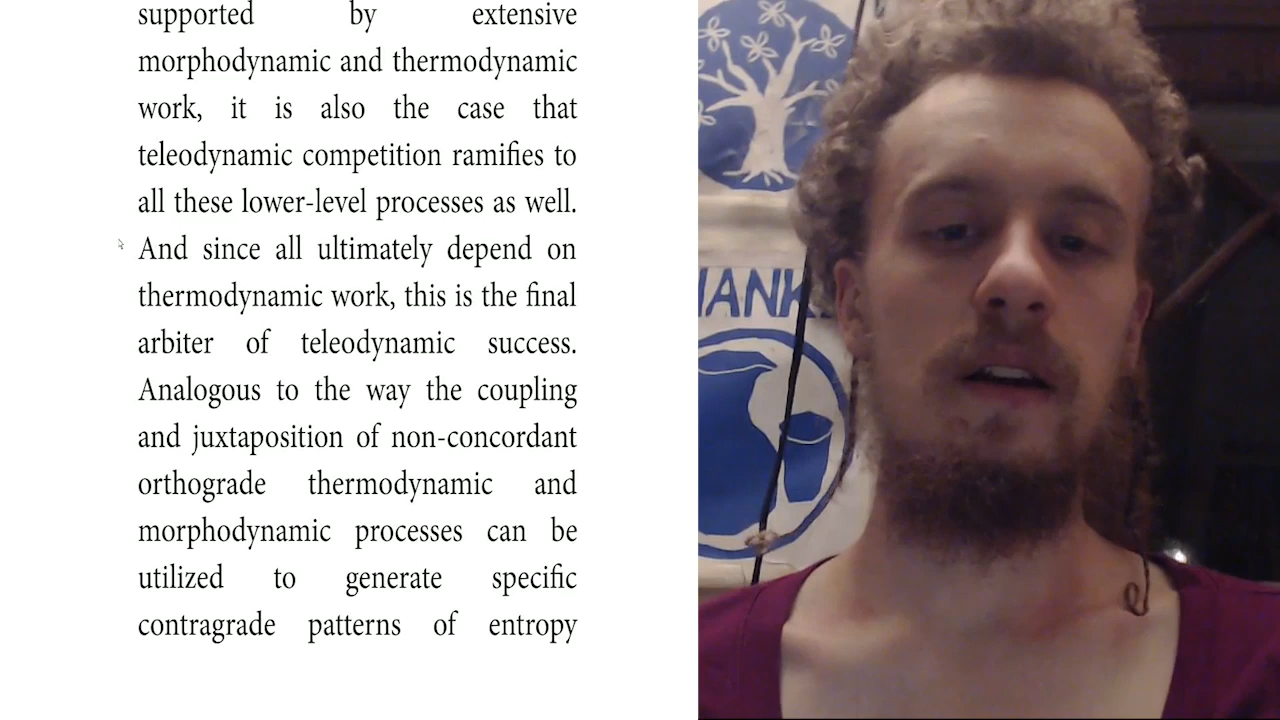 supported by extensive
morphodynamic and thermodynamic
work, it is also the case that
teleodynamic competition ramifies to
all these lower-level processes as well.
And since all ultimately depend on
thermodynamic work, this is the final
arbiter of teleodynamic success.
Analogous to the way the coupling
and juxtaposition of non-concordant
orthograde thermodynamic and
morphodynamic processes can be
utilized to generate specific
contragrade patterns of entropy